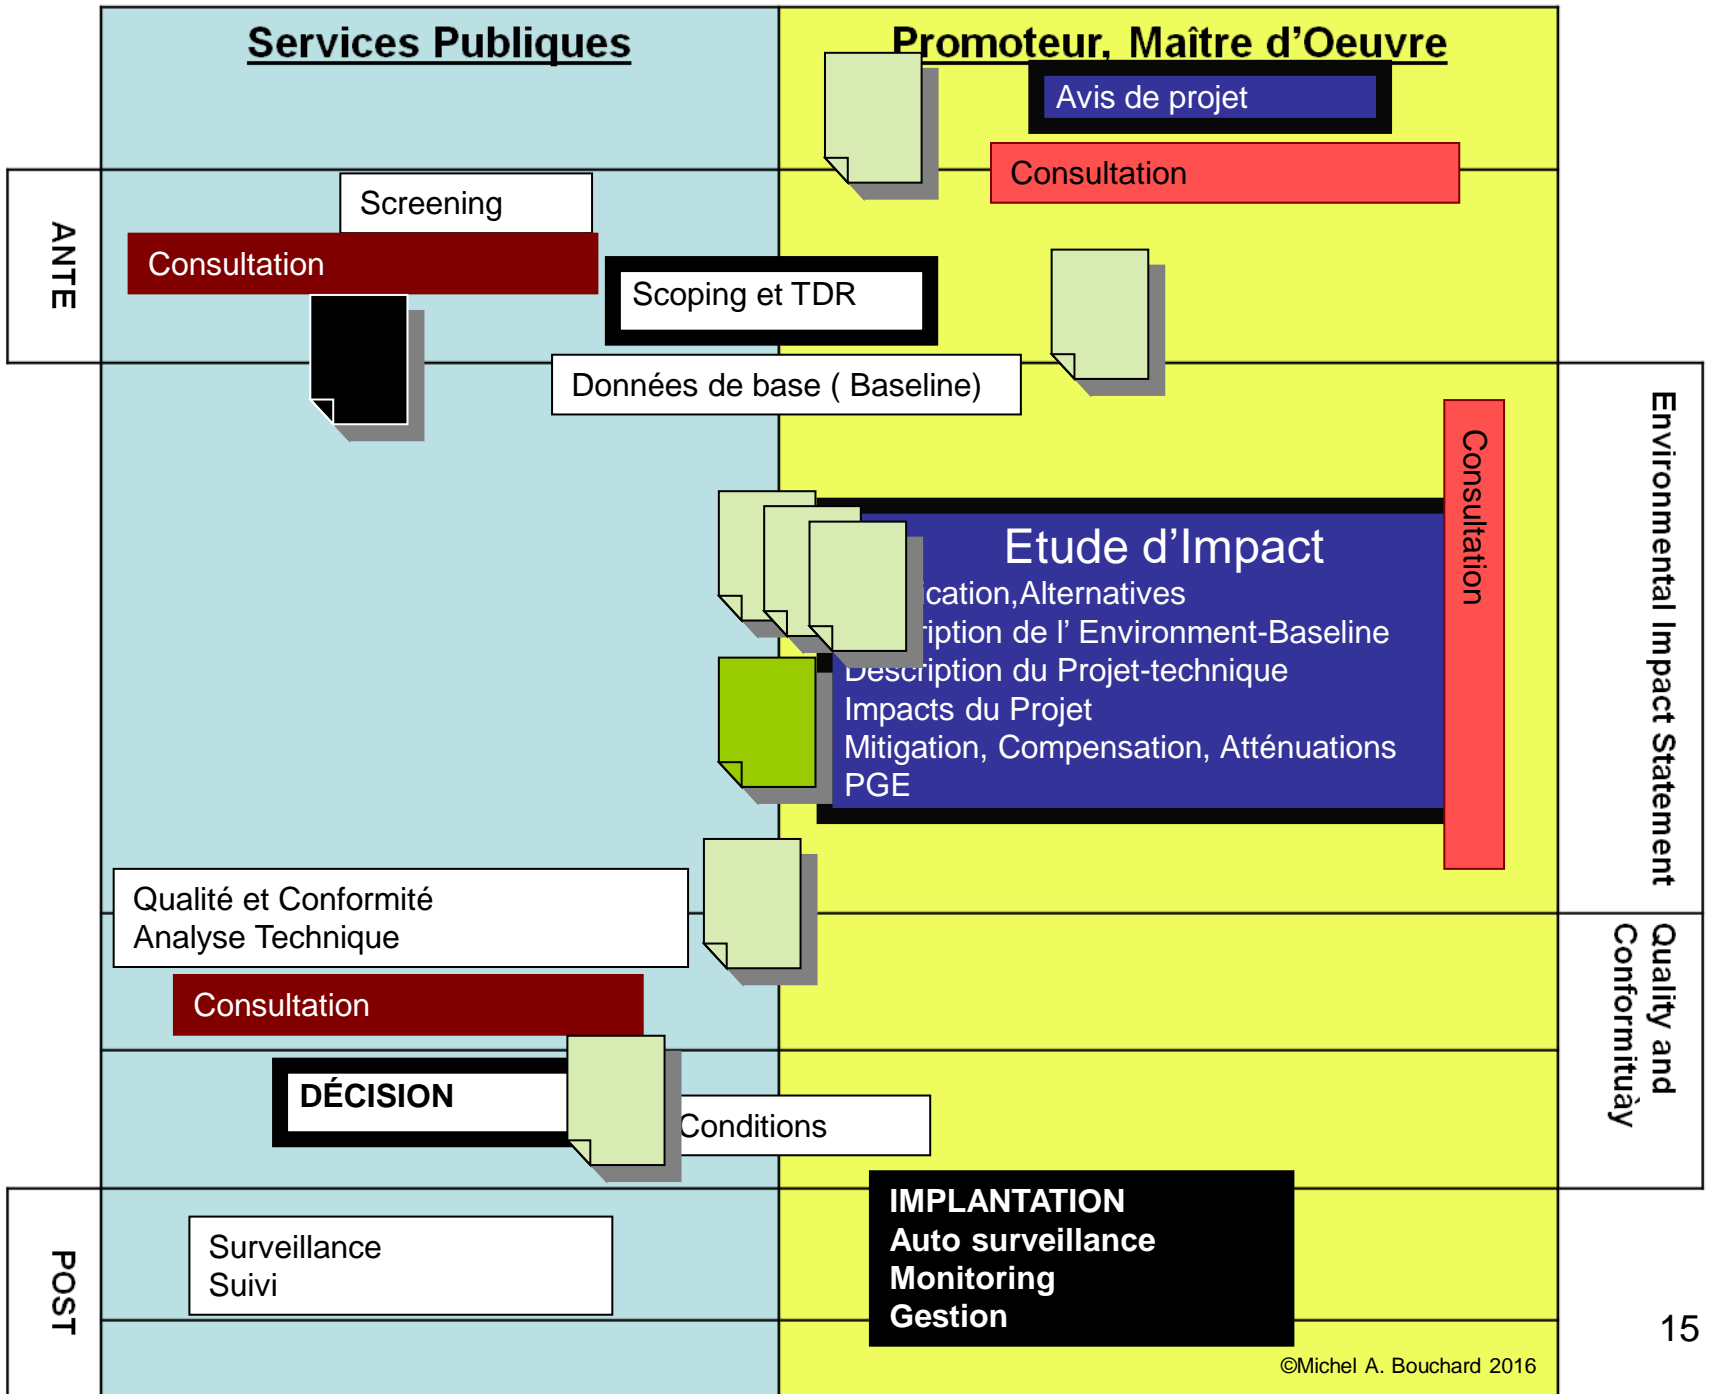 Services Publiques
Promoteur, Maître d'Oeuvre
Avis de projet
Consultation
ANTE
Screening
Consultation
Scoping et TDR
Données de base ( Baseline)
Environmental Impact Statement
Consultation
Etude d'Impact
ication,Alternatives
ription de l' Environment-Baseline
Description du Projet-technique
Impacts du Projet
Mitigation, Compensation, Atténuations
PGE
Qualité et Conformité
Analyse Technique
Quality and
Conformituày
Consultation
DÉCISION
Conditions
POST
Surveillance
Suivi
IMPLANTATION
Auto surveillance
Monitoring
Gestion
15
©Michel A. Bouchard 2016